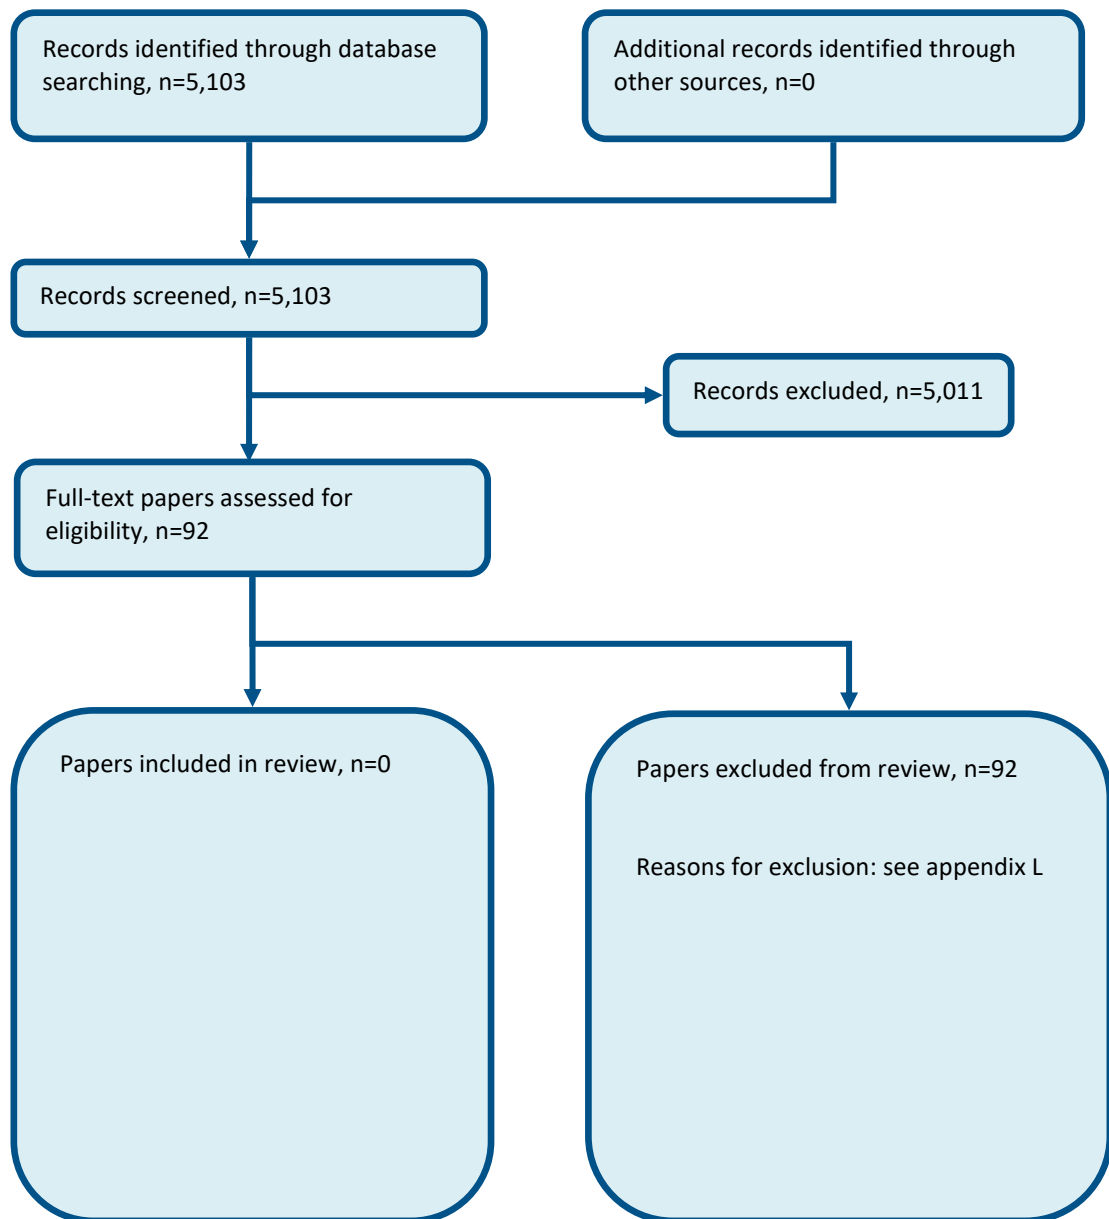 Records identified through database
searching, n=5,103
Additional records identified through
other sources, n=0
Records screened, n=5,103
Records excluded, n=5,011
Full-text papers assessed for
eligibility, n=92
Papers included in review, n=0
Papers excluded from review, n=92
Reasons for exclusion: see appendix L